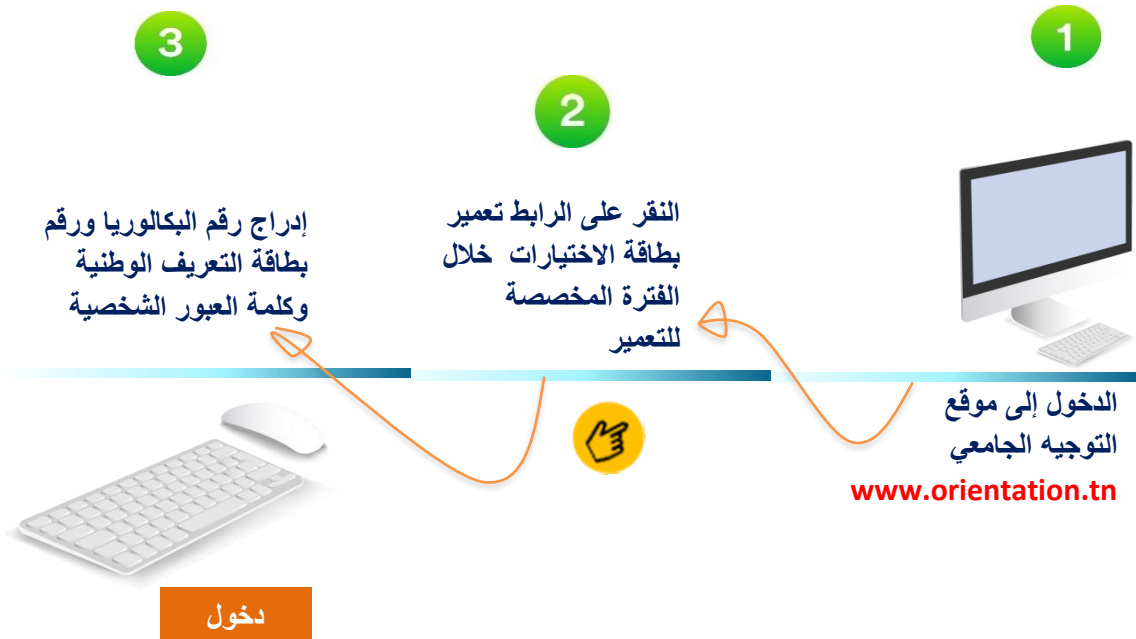 1
الدخول إلى موقع
التوجيه الجامعي
www.orientation.tn
2
النقر على الرابط تعمير
بطاقة الاختيارات خلال
الفترة المخصصة
للتعمير
3
إدراج رقم البكالوريا ورقم
بطاقة التعريف الوطنية
وكلمة العبور الشخصية
دخول